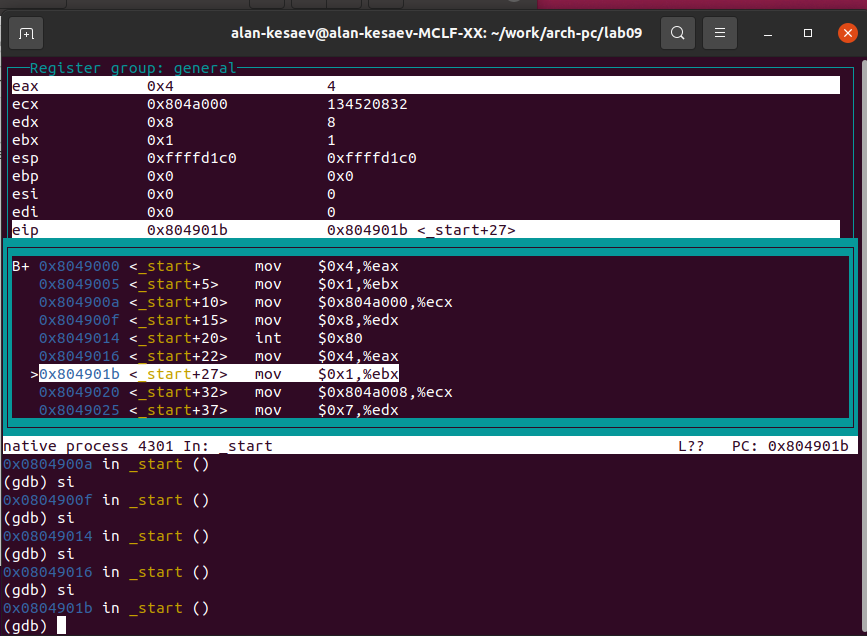 alan-kesaev@alan-kesaev-MCLF-XX: ~/work/arch-pc/lab09
Register group: general
eax 0x4 4
ecx 0x804a000 134520832
edx 0x8 8
ebx 0x1 1
esp 0xffffd1c0 0xffffd1c0
ebp 0x0 0x0
esi 0x0 0
edi 0x0 0
eip 0x804901b 0x804901b <_start+27>
B+ 0x8049000 <_start> mov $0x4,%eax
0x8049005 <_start+5> mov $0x1,%ebx
0x804900a <_start+10> mov $0x804a000,%ecx
0x804900f <_start+15> mov $0x8,%edx
0x8049014 <_start+20> int $0x80
0x8049016 <_start+22> mov $0x4,%eax
>0x804901b <_start+27> mov $0x1,%ebx
0x8049020 <_start+32> mov $0x804a008,%ecx
0x8049025 <_start+37> mov $0x7,%edx
native process 4301 In: _start L?? PC: 0x804901b
0x0804900a in _start ()
(gdb) si
0x0804900f in _start ()
(gdb) si
0x08049014 in _start ()
(gdb) si
0x08049016 in _start ()
(gdb) si
0x0804901b in _start ()
(gdb)